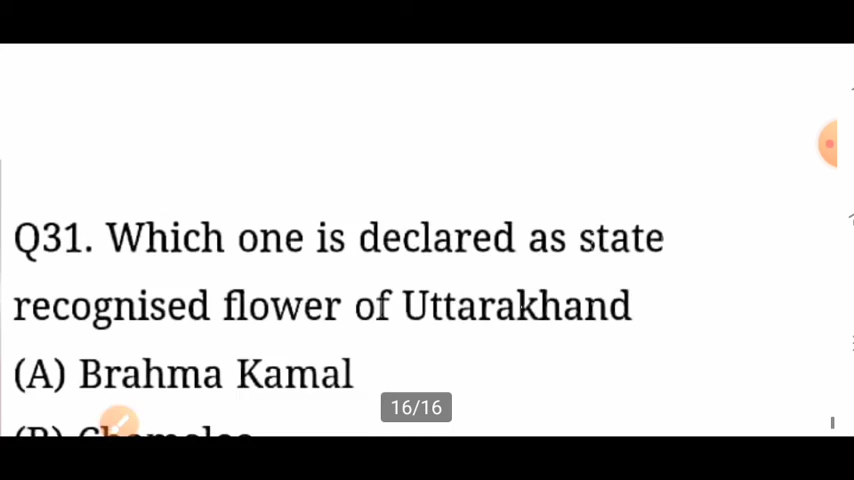 Q31. Which one is declared as state
recognised flower of Uttarakhand
(A) Brahma Kamal
16/16